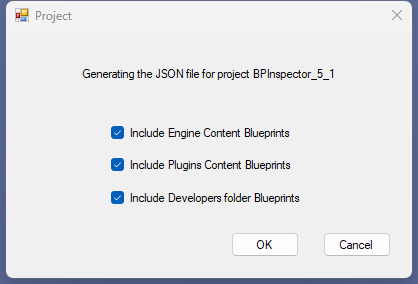 Project
Generating the JSON file for project BPInspector_5_1
Include Engine Content Blueprints
Include Plugins Content Blueprints
Include Developers folder Blueprints
OK
Cancel